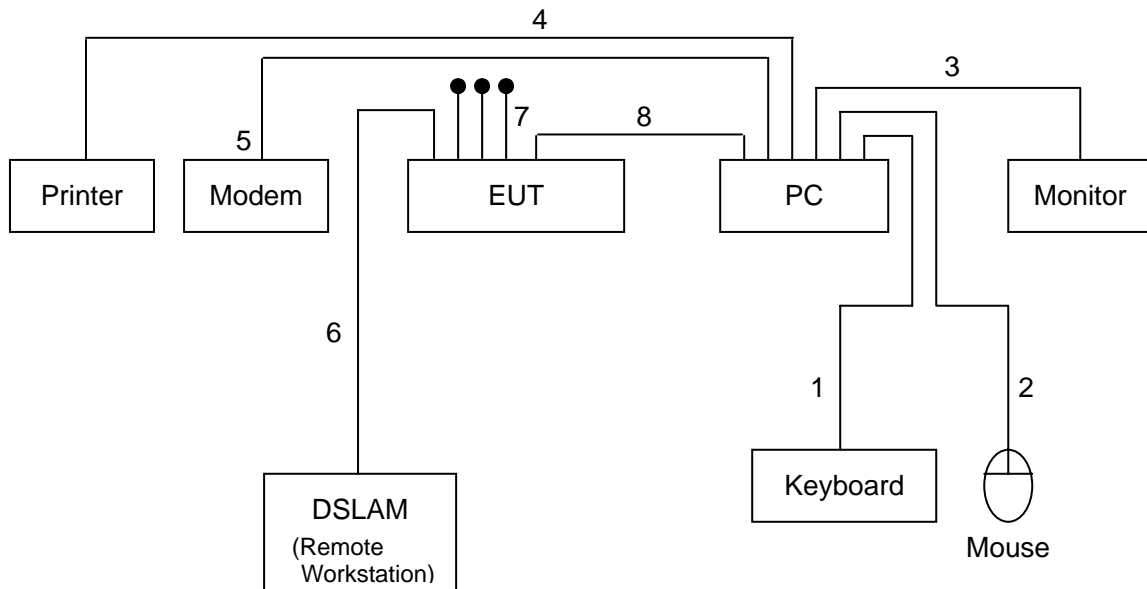 4
3
7
8
5
Printer
Modem
EUT
PC
Monitor
6
1
2
DSLAM
(Remote
Workstation)
Keyboard
Mouse